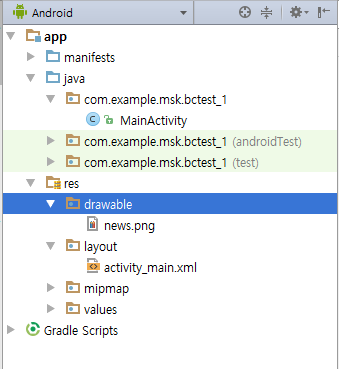 Android
app
manifests
java
com.example.msk.bctest_1
C MainActivity
com.example.msk.bctest_1 (androidTest)
com.example.msk.bctest_1 (test)
res
drawable
news.png
layout
activity_main.xml
mipmap
values
Gradle Scripts